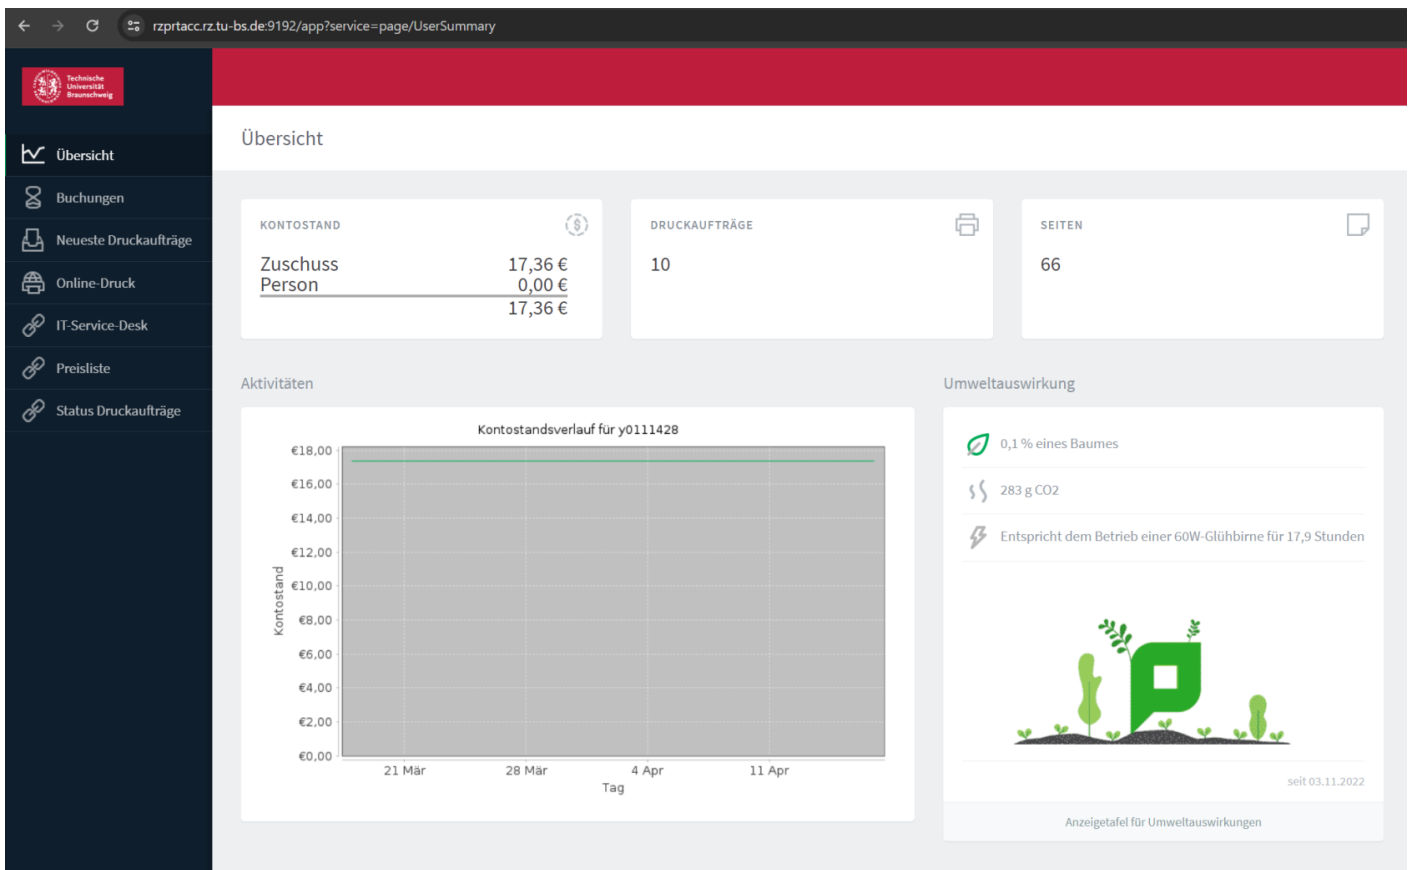 rzprtacc.rz.tu-bs.de:9192/app?service=page/UserSummary
Technische
Universität
Braunschweig
Übersicht
Buchungen
Neueste Druckaufträge
Online-Druck
IT-Service-Desk
Preisliste
Status Druckaufträge
Übersicht
KONTOSTAND
Zuschuss 17,36 €
Person 0,00 €
17,36 €
DRUCKAUFTRÄGE
10
SEITEN
66
Aktivitäten
Kontostandsverlauf für y0111428
Kontostand
€18,00
€16,00
€14,00
€12,00
€10,00
€8,00
€6,00
€4,00
€2,00
€0,00
21 Mär 28 Mär 4 Apr 11 Apr
Tag
Umweltauswirkung
0,1 % eines Baumes
283 g CO2
Entspricht dem Betrieb einer 60W-Glühbirne für 17,9 Stunden
seit 03.11.2022
Anzeigetafel für Umweltauswirkungen